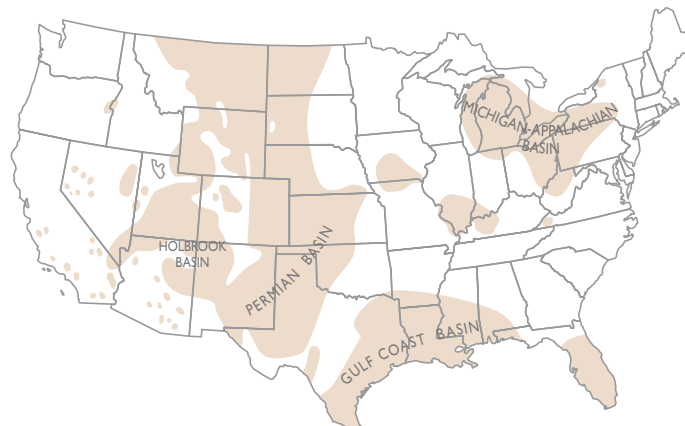 MICHIGAN-APPALACHIAN
BASIN
HOLBROOK
BASIN
PERMIAN BASIN
GULF COAST BASIN